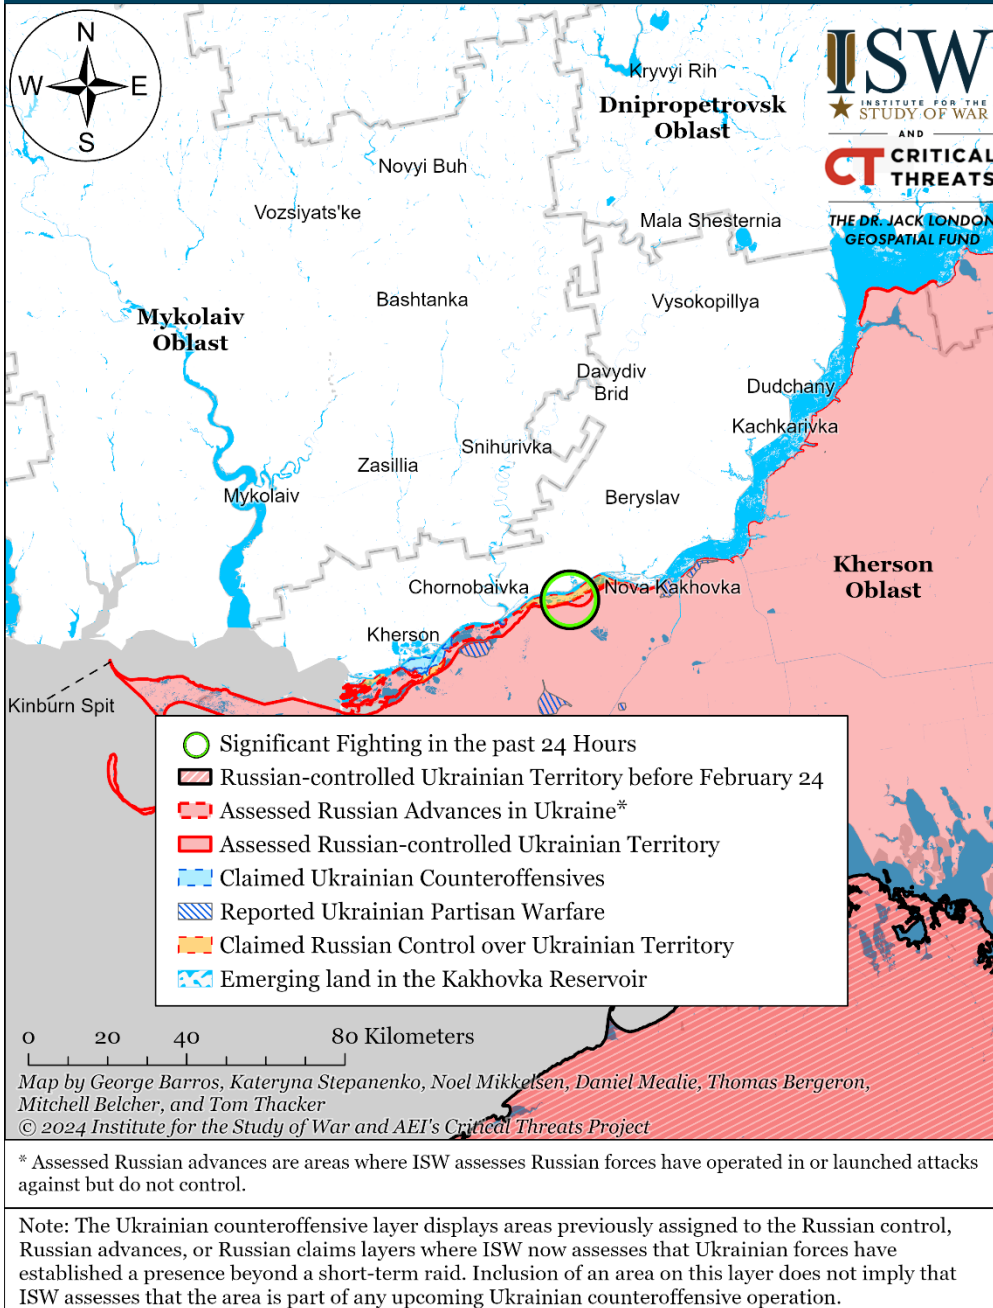 N
W
E
S
ISW
INSTITUTE FOR THE
STUDY OF WAR
AND
CT CRITICAL
THREATS
THE DR. JACK LONDON
GEOSPATIAL FUND
Kryvyi Rih
Dnipropetrovsk
Oblast
Novyi Buh
Vozsiyats'ke
Mala Shesternia
Bashtanka
Vysokopillya
Mykolaiv
Oblast
Davydiv
Brid
Dudchany
Kachkarivka
Snihurivka
Zasillia
Mykolaiv
Beryslav
Kherson
Oblast
Chornobaivka
Nova Kakhovka
Kherson
Kinburn Spit
Significant Fighting in the past 24 Hours
Russian-controlled Ukrainian Territory before February 24
Assessed Russian Advances in Ukraine*
Assessed Russian-controlled Ukrainian Territory
Claimed Ukrainian Counteroffensives
Reported Ukrainian Partisan Warfare
Claimed Russian Control over Ukrainian Territory
Emerging land in the Kakhovka Reservoir
0 20 40 80 Kilometers
Map by George Barros, Kateryna Stepanenko, Noel Mikkelsen, Daniel Mealie, Thomas Bergeron,
Mitchell Belcher, and Tom Thacker
© 2024 Institute for the Study of War and AEI's Critical Threats Project
* Assessed Russian advances are areas where ISW assesses Russian forces have operated in or launched attacks
against but do not control.
Note: The Ukrainian counteroffensive layer displays areas previously assigned to the Russian control,
Russian advances, or Russian claims layers where ISW now assesses that Ukrainian forces have
established a presence beyond a short-term raid. Inclusion of an area on this layer does not imply that
ISW assesses that the area is part of any upcoming Ukrainian counteroffensive operation.